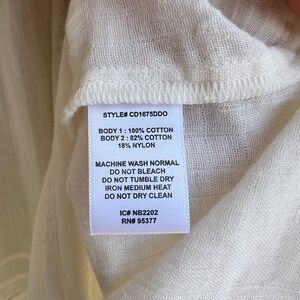 STYLE# CD1675DDO
BODY 1 : 100% COTTON
BODY 2 : 82% COTTON
18% NYLON
MACHINE WASH NORMAL
DO NOT BLEACH
DO NOT TUMBLE DRY
IRON MEDIUM HEAT
DO NOT DRY CLEAN
IC# NB2202
RN# 95377